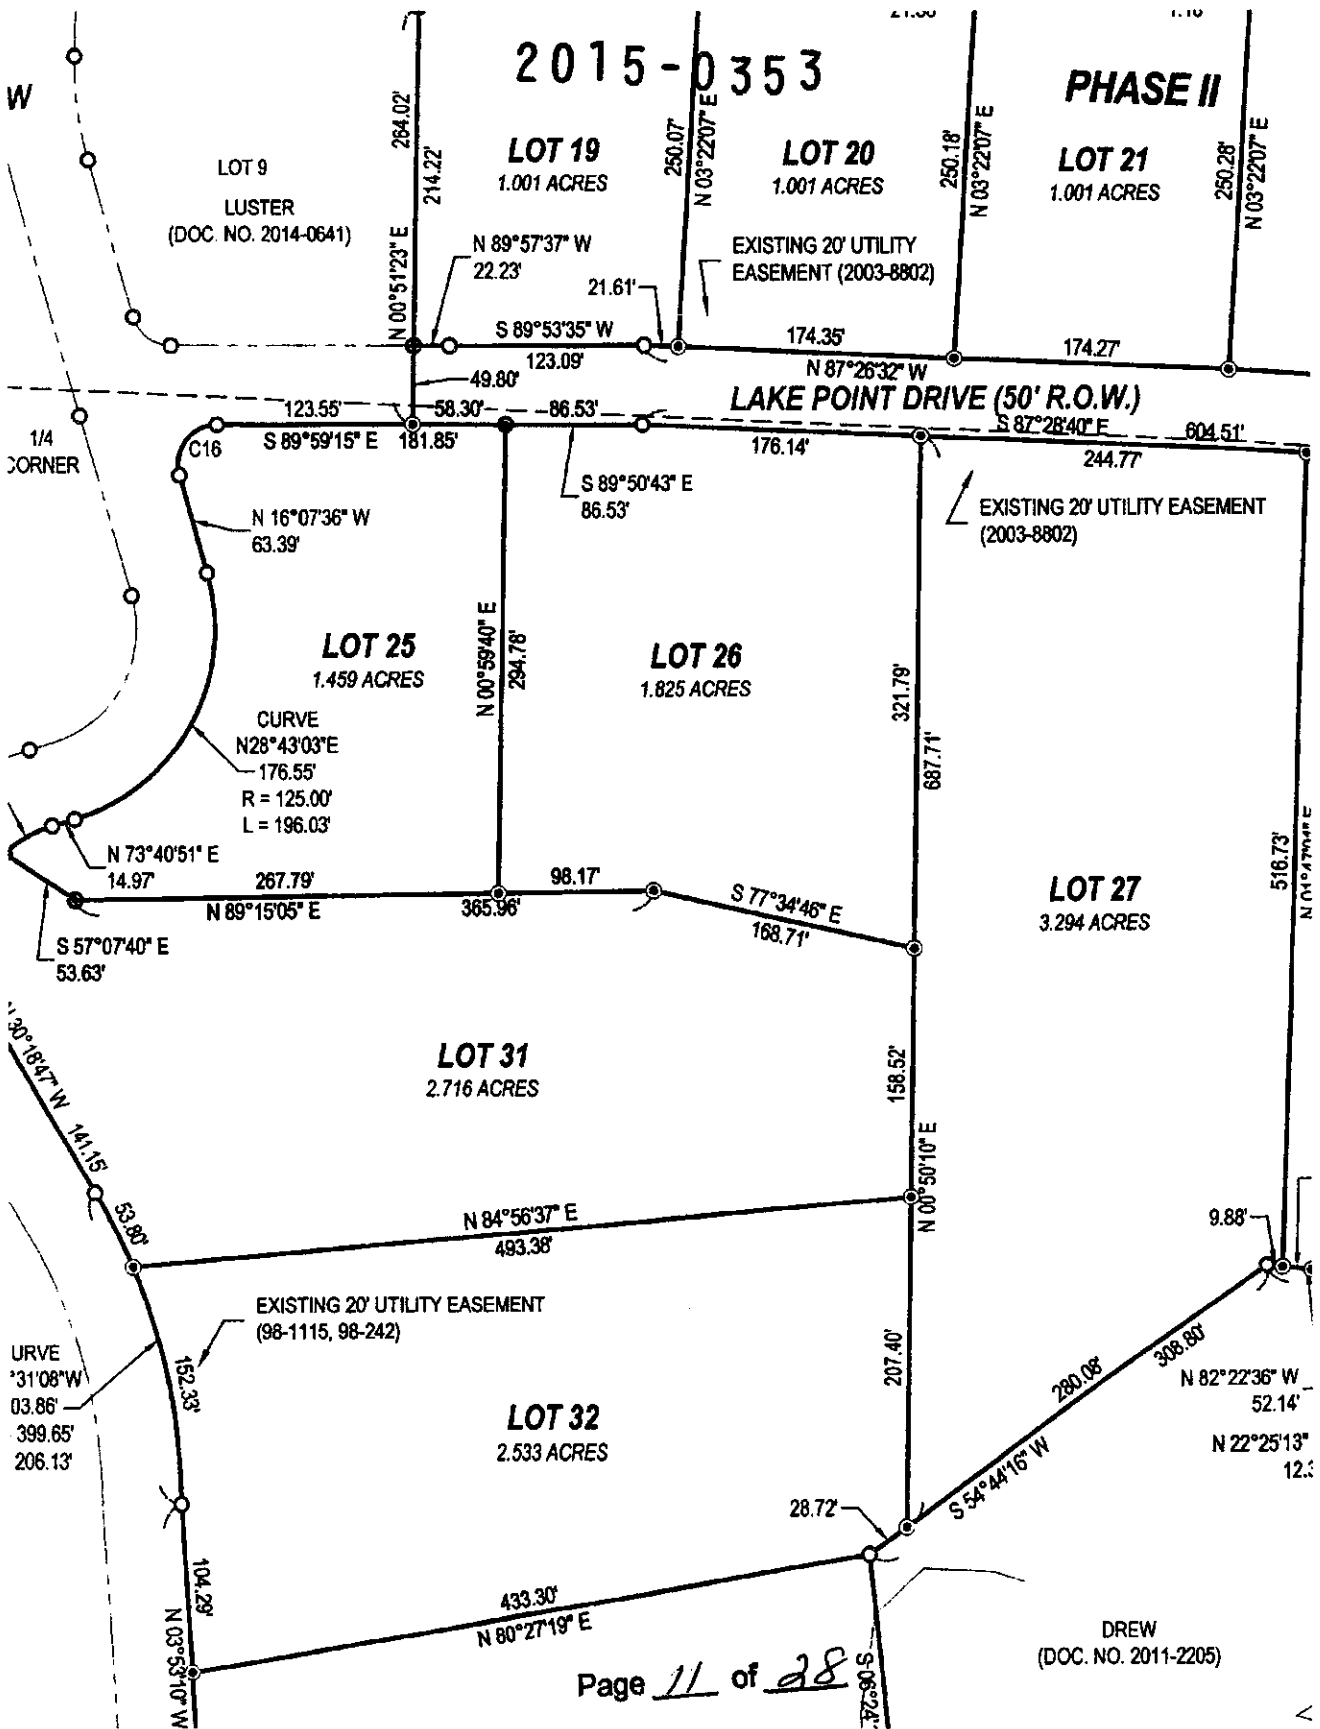 2015-0353
PHASE II
W
LOT 9
LUSTER
(DOC. NO. 2014-0641)
264.02'
214.22'
N 00°51'23" E
LOT 19
1.001 ACRES
250.07'
N 03°22'07" E
LOT 20
1.001 ACRES
250.18'
N 03°22'07" E
LOT 21
1.001 ACRES
250.28'
N 03°22'07" E
N 89°57'37" W
22.23'
21.61'
EXISTING 20' UTILITY
EASEMENT (2003-8802)
S 89°53'35" W
123.09'
174.35'
N 87°26'32" W
174.27'
49.80'
LAKE POINT DRIVE (50' R.O.W.)
123.55'
58.30'
86.53'
S 89°59'15" E
181.85'
176.14'
S 87°28'40" E
604.51'
244.77'
1/4
CORNER
C16
S 89°50'43" E
86.53'
EXISTING 20' UTILITY EASEMENT
(2003-8802)
N 16°07'36" W
63.39'
LOT 25
1.459 ACRES
N 00°59'40" E
294.78'
LOT 26
1.825 ACRES
321.79'
687.71'
CURVE
N28°43'03"E
176.55'
R = 125.00'
L = 196.03'
N 73°40'51" E
14.97'
267.79'
N 89°15'05" E
98.17'
365.96'
S 77°34'46" E
168.71'
LOT 27
3.294 ACRES
516.73'
S 57°07'40" E
53.63'
N 30°18'47" W
141.15'
LOT 31
2.716 ACRES
158.52'
N 00°50'10" E
53.80'
N 84°56'37" E
493.38'
9.88'
EXISTING 20' UTILITY EASEMENT
(98-1115, 98-242)
URVE
°31'08"W
03.86'
399.65'
206.13'
152.33'
207.40'
LOT 32
2.533 ACRES
280.08'
308.80'
S 54°44'16" W
N 82°22'36" W
52.14'
N 22°25'13"
12.3
28.72'
104.29'
N 03°53'10" W
433.30'
N 80°27'19" E
S 06°24'
DREW
(DOC. NO. 2011-2205)
Page 11 of 28